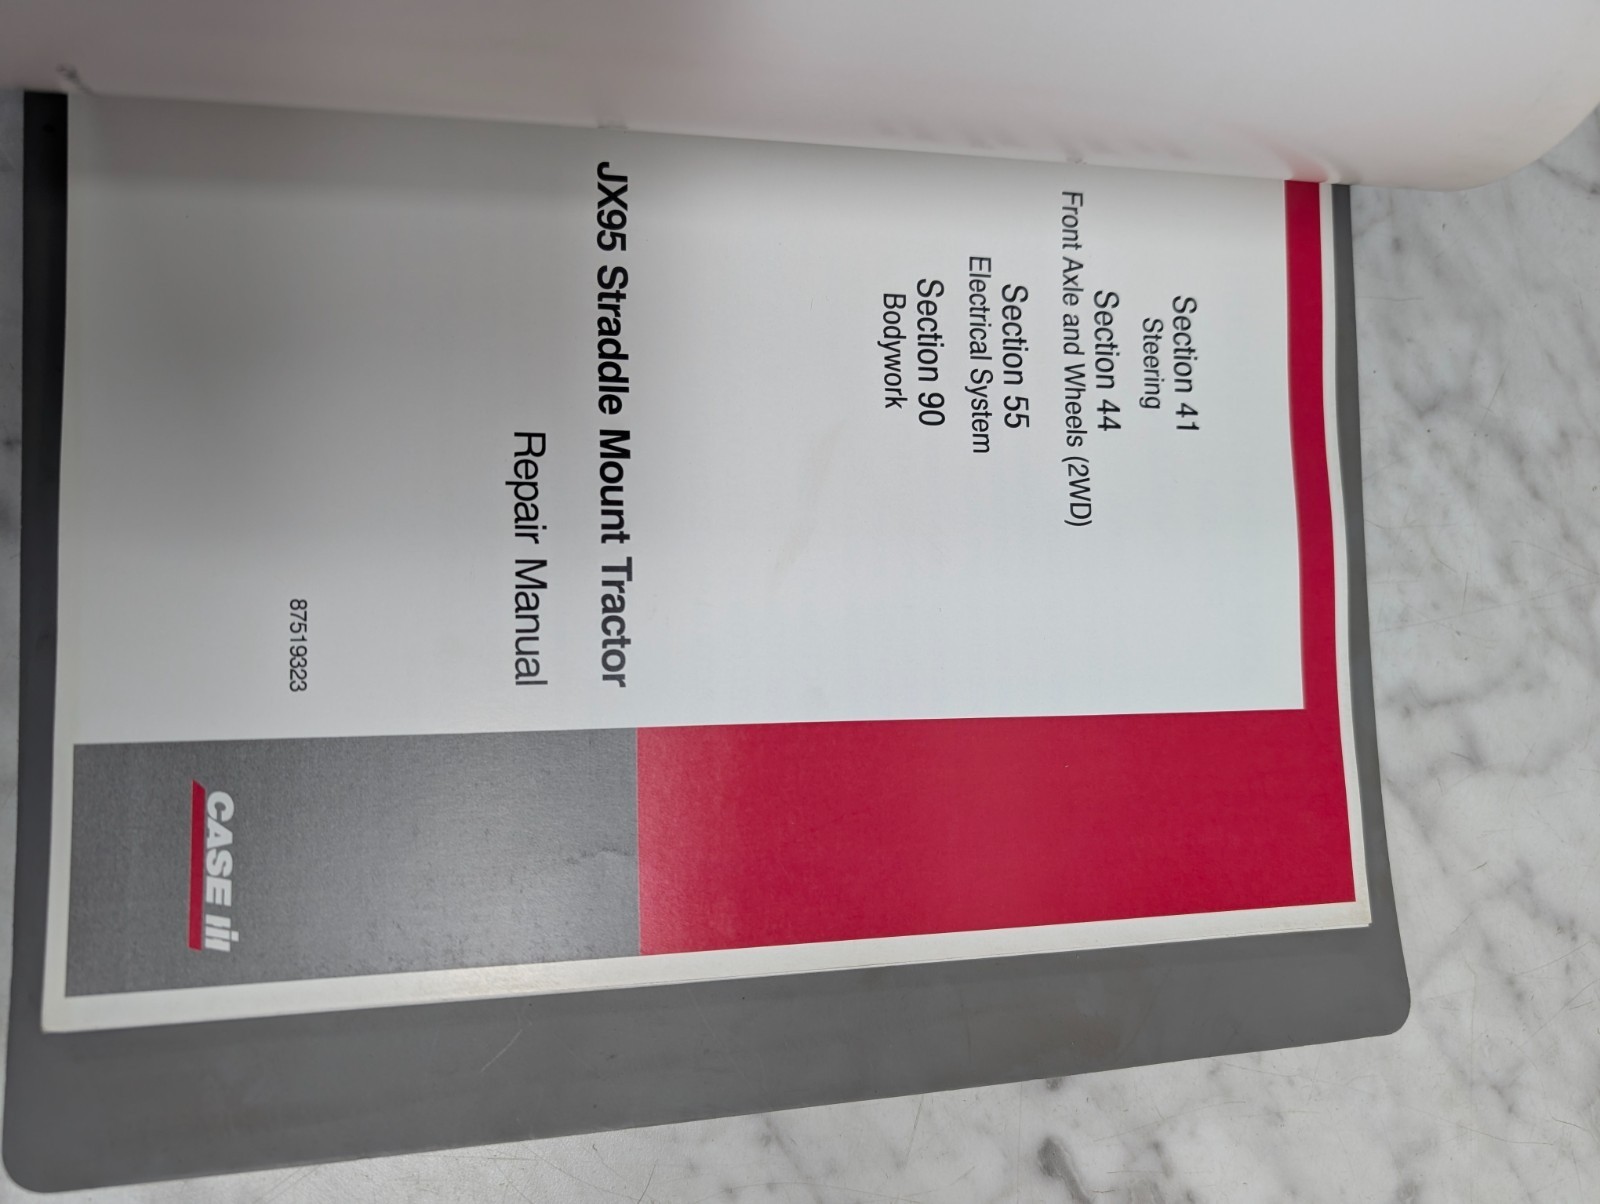 Section 41
Steering
Section 44
Front Axle and Wheels (2WD)
Section 55
Electrical System
Section 90
Bodywork
JX95 Straddle Mount Tractor
Repair Manual
87519323
CASE IH